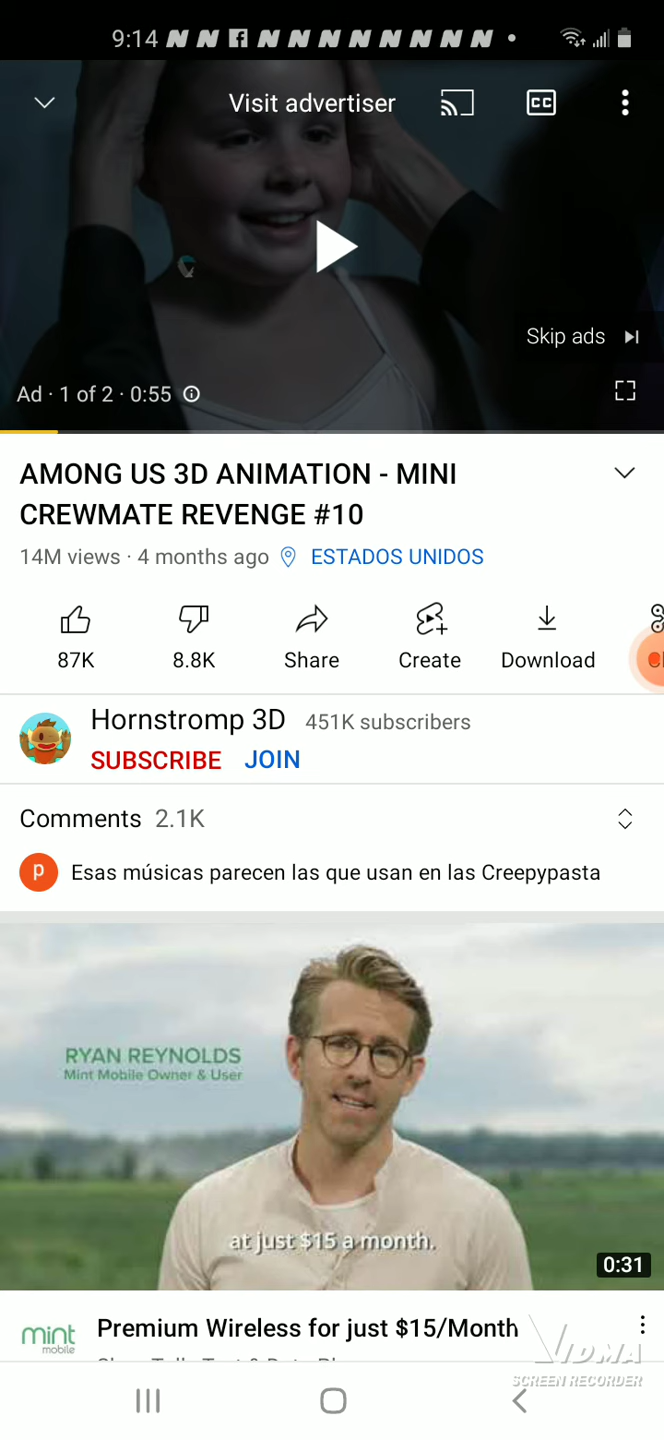 9:14
Visit advertiser
CC
Skip ads
Ad · 1 of 2 · 0:55
AMONG US 3D ANIMATION - MINI
CREWMATE REVENGE #10
14M views · 4 months ago ESTADOS UNIDOS
87K 8.8K Share Create Download
Hornstromp 3D 451K subscribers
SUBSCRIBE JOIN
Comments 2.1K
p Esas músicas parecen las que usan en las Creepypasta
RYAN REYNOLDS
Mint Mobile Owner & User
at just $15 a month.
0:31
mint
mobile
Premium Wireless for just $15/Month
VIDMA
SCREEN RECORDER